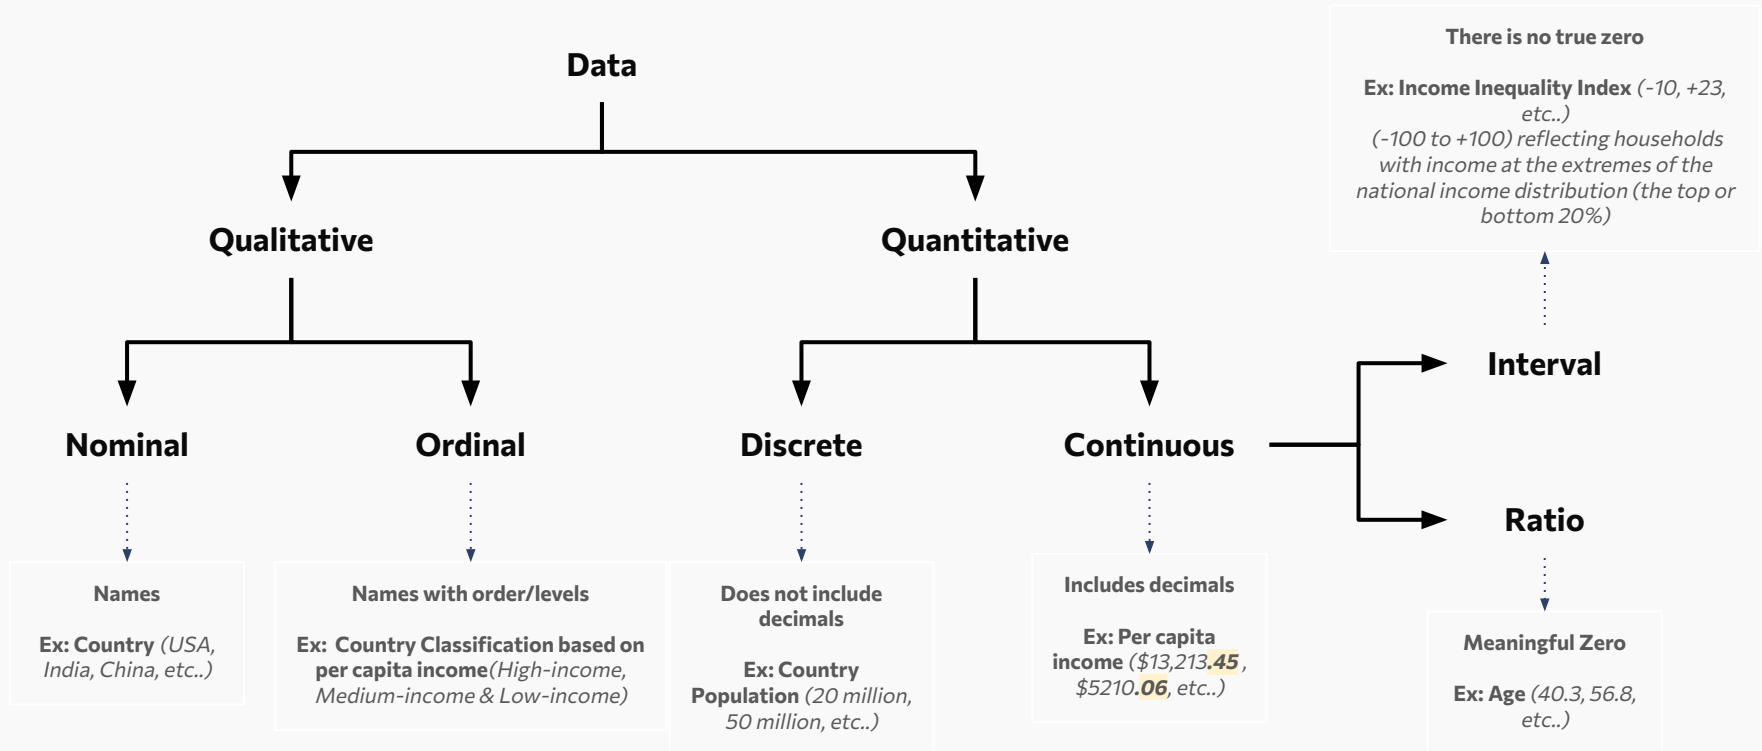 Data
Qualitative
Quantitative
Nominal
Ordinal
Discrete
Continuous
Interval
Ratio
There is no true zero
Ex: Income Inequality Index (-10, +23,
etc..)
(-100 to +100) reflecting households
with income at the extremes of the
national income distribution (the top or
bottom 20%)
Names
Ex: Country (USA,
India, China, etc..)
Names with order/levels
Ex:  Country Classification based on
per capita income(High-income,
Medium-income & Low-income)
Does not include
decimals
Ex: Country
Population (20 million,
50 million, etc..)
Includes decimals
Ex: Per capita
income ($13,213.45 ,
$5210.06, etc..)
Meaningful Zero
Ex: Age (40.3, 56.8,
etc..)